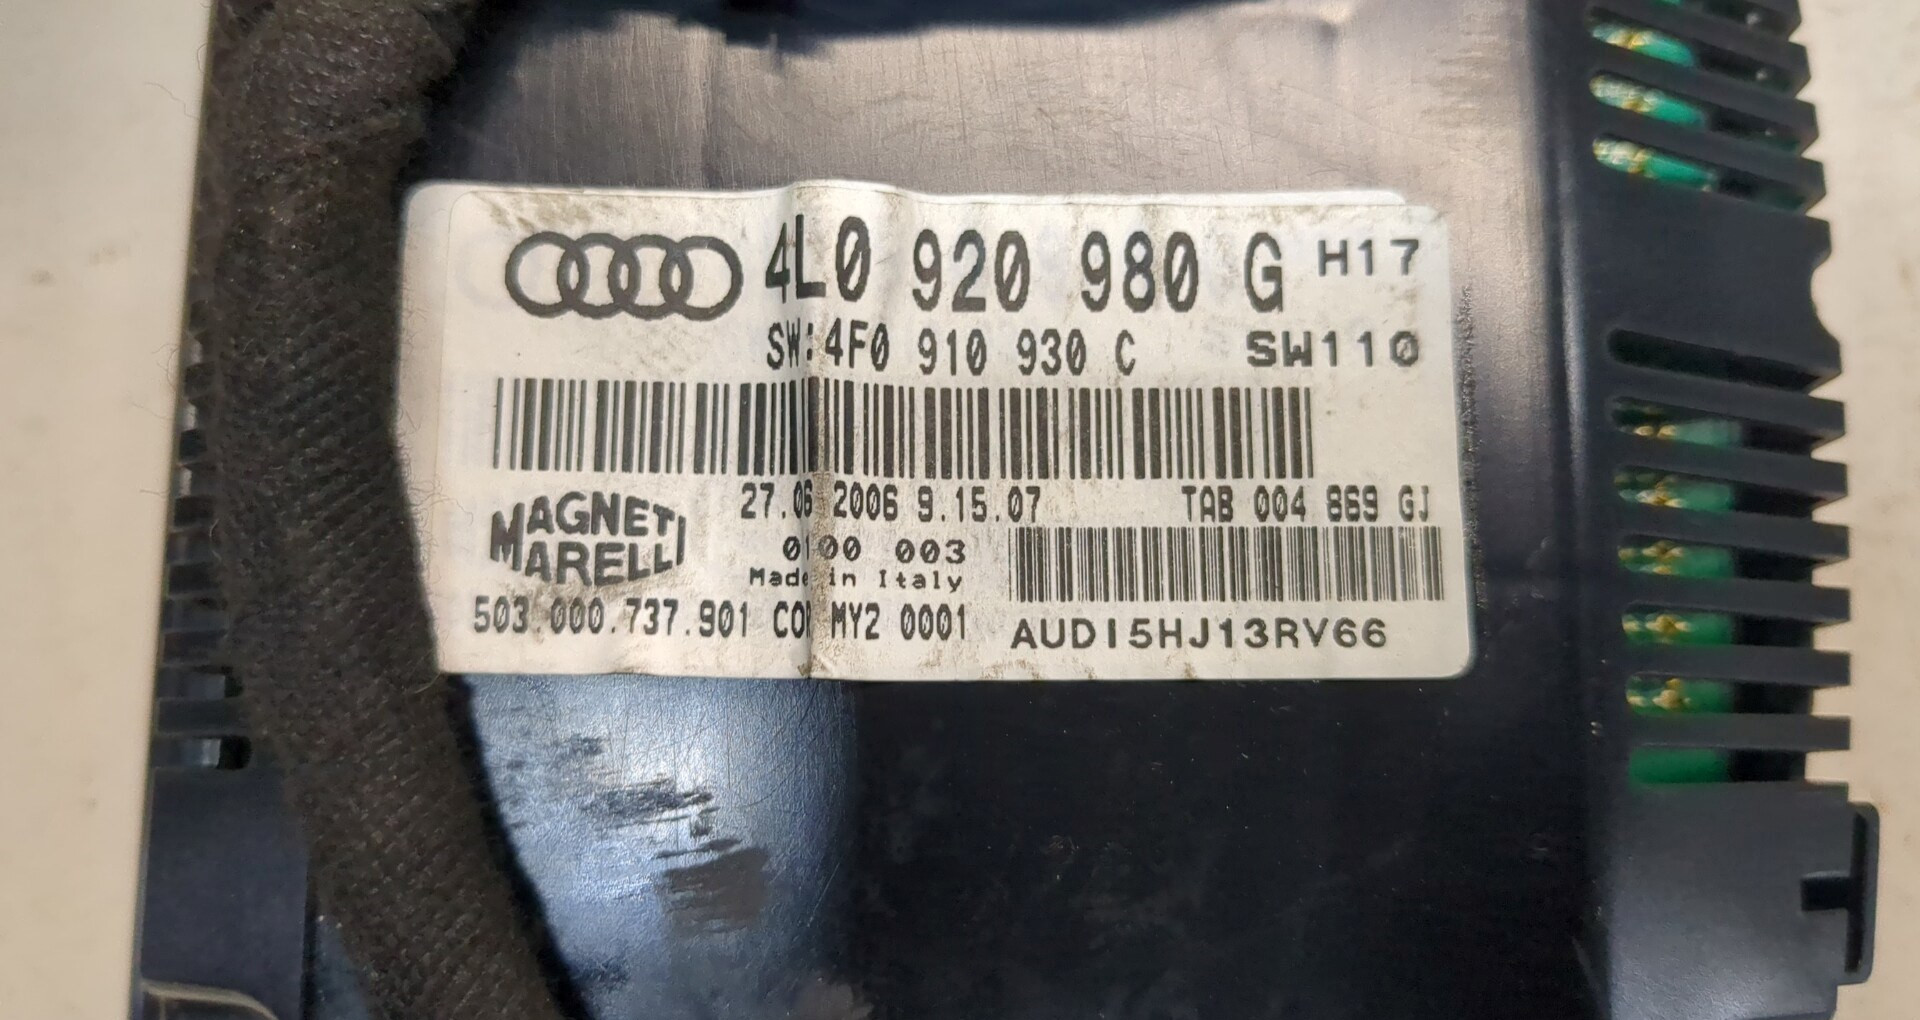 4L0 920 980 G H17
SW:4F0 910 930 C SW110
27.06 2006 9.15.07 TAB 004 869 GJ
MAGNETI
MARELLI
0100 003
Made in Italy
503.000.737.901 MY2 0001
AUDI5HJ13RV66